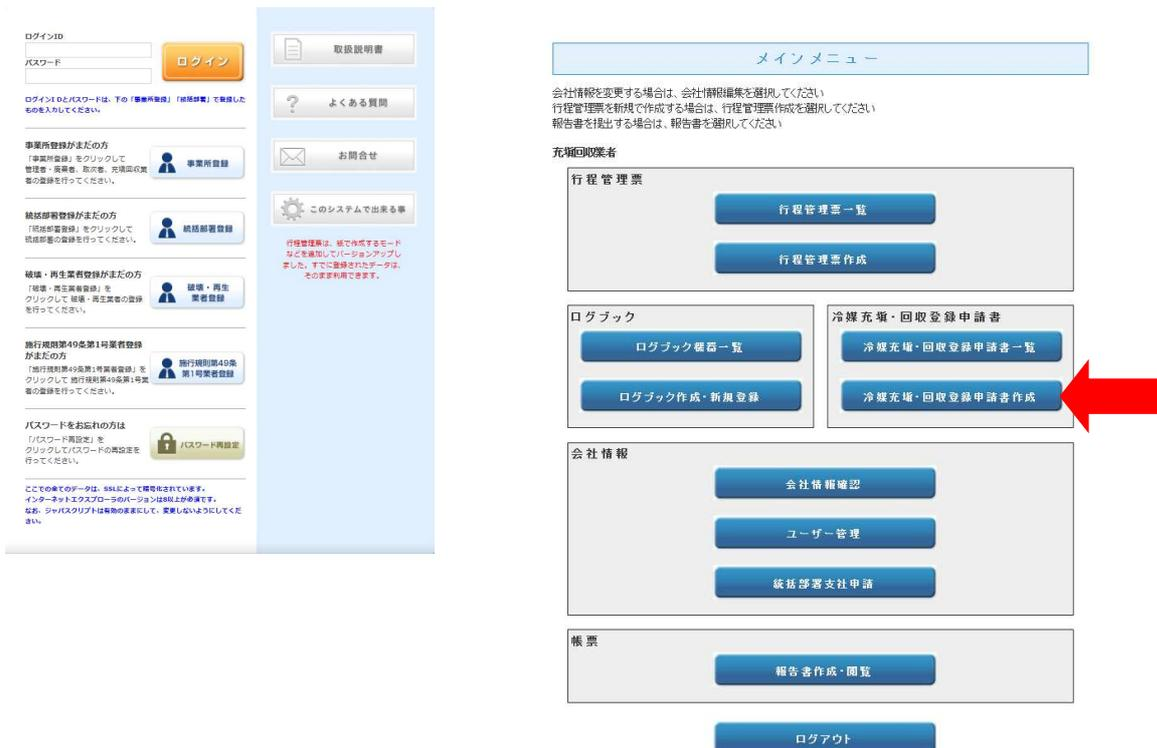 ログインID
パスワード
ログイン
ログインIDとパスワードは、下の「事業所登録」「統括部署」で登録した
ものを入力してください。
事業所登録がまだの方
「事業所登録」をクリックして
管理者・廃棄者、取次者、充填回収業
者の登録を行ってください。
事業所登録
統括部署登録がまだの方
「統括部署登録」をクリックして
統括部署の登録を行ってください。
統括部署登録
破壊・再生業者登録がまだの方
「破壊・再生業者登録」を
クリックして 破壊・再生業者の登録
を行ってください。
破壊・再生
業者登録
施行規則第49条第1号業者登録
がまだの方
「施行規則第49条第1号業者登録」を
クリックして 施行規則第49条第1号業
者の登録を行ってください。
施行規則第49条
第1号業者登録
パスワードをお忘れの方は
「パスワード再設定」を
クリックしてパスワードの再設定を
行ってください。
パスワード再設定
ここでの全てのデータは、SSLによって暗号化されています。
インターネットエクスプローラのバージョンは8以上が必須です。
なお、ジャバスクリプトは有効のままにして、変更しないようにしてくだ
さい。
取扱説明書
よくある質問
お問合せ
このシステムで出来る事
行程管理票は、紙で作成するモード
などを追加してバージョンアップし
ました。すでに登録されたデータは、
そのまま利用できます。
メインメニュー
会社情報を変更する場合は、会社情報編集を選択してください
行程管理票を新規で作成する場合は、行程管理票作成を選択してください
報告書を提出する場合は、報告書を選択してください
充填回収業者
行程管理票
行程管理票一覧
行程管理票作成
ログブック
ログブック機器一覧
ログブック作成・新規登録
冷媒充填・回収登録申請書
冷媒充填・回収登録申請書一覧
冷媒充填・回収登録申請書作成
会社情報
会社情報確認
ユーザー管理
統括部署支社申請
帳票
報告書作成・閲覧
ログアウト